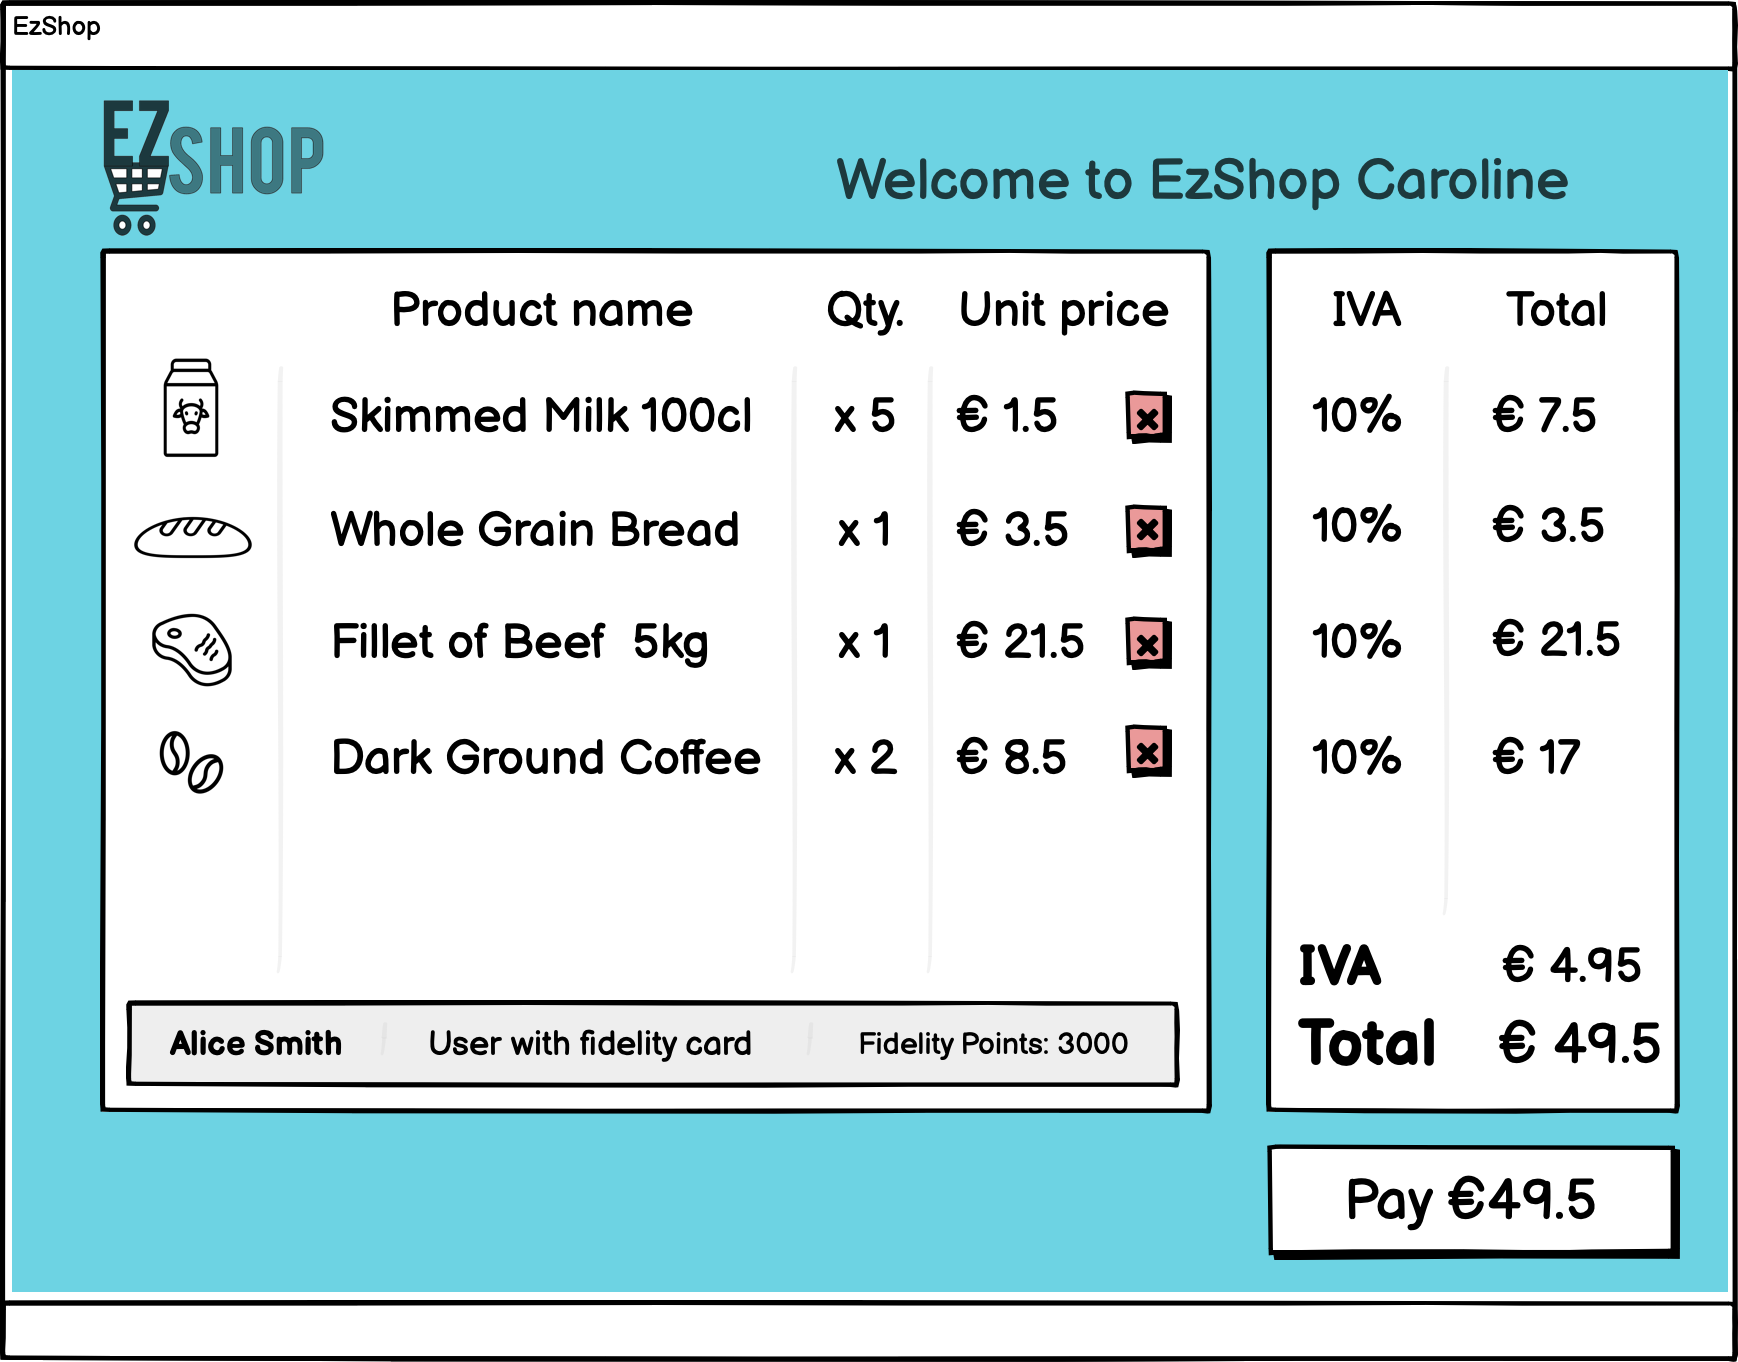 EzShop
EZSHOP
Welcome to EzShop Caroline
Product name Qty. Unit price IVA Total
Skimmed Milk 100cl x 5 € 1.5 x 10% € 7.5
Whole Grain Bread x 1 € 3.5 x 10% € 3.5
Fillet of Beef 5kg x 1 € 21.5 x 10% € 21.5
Dark Ground Coffee x 2 € 8.5 x 10% € 17
IVA € 4.95
Alice Smith User with fidelity card Fidelity Points: 3000
Total € 49.5
Pay €49.5